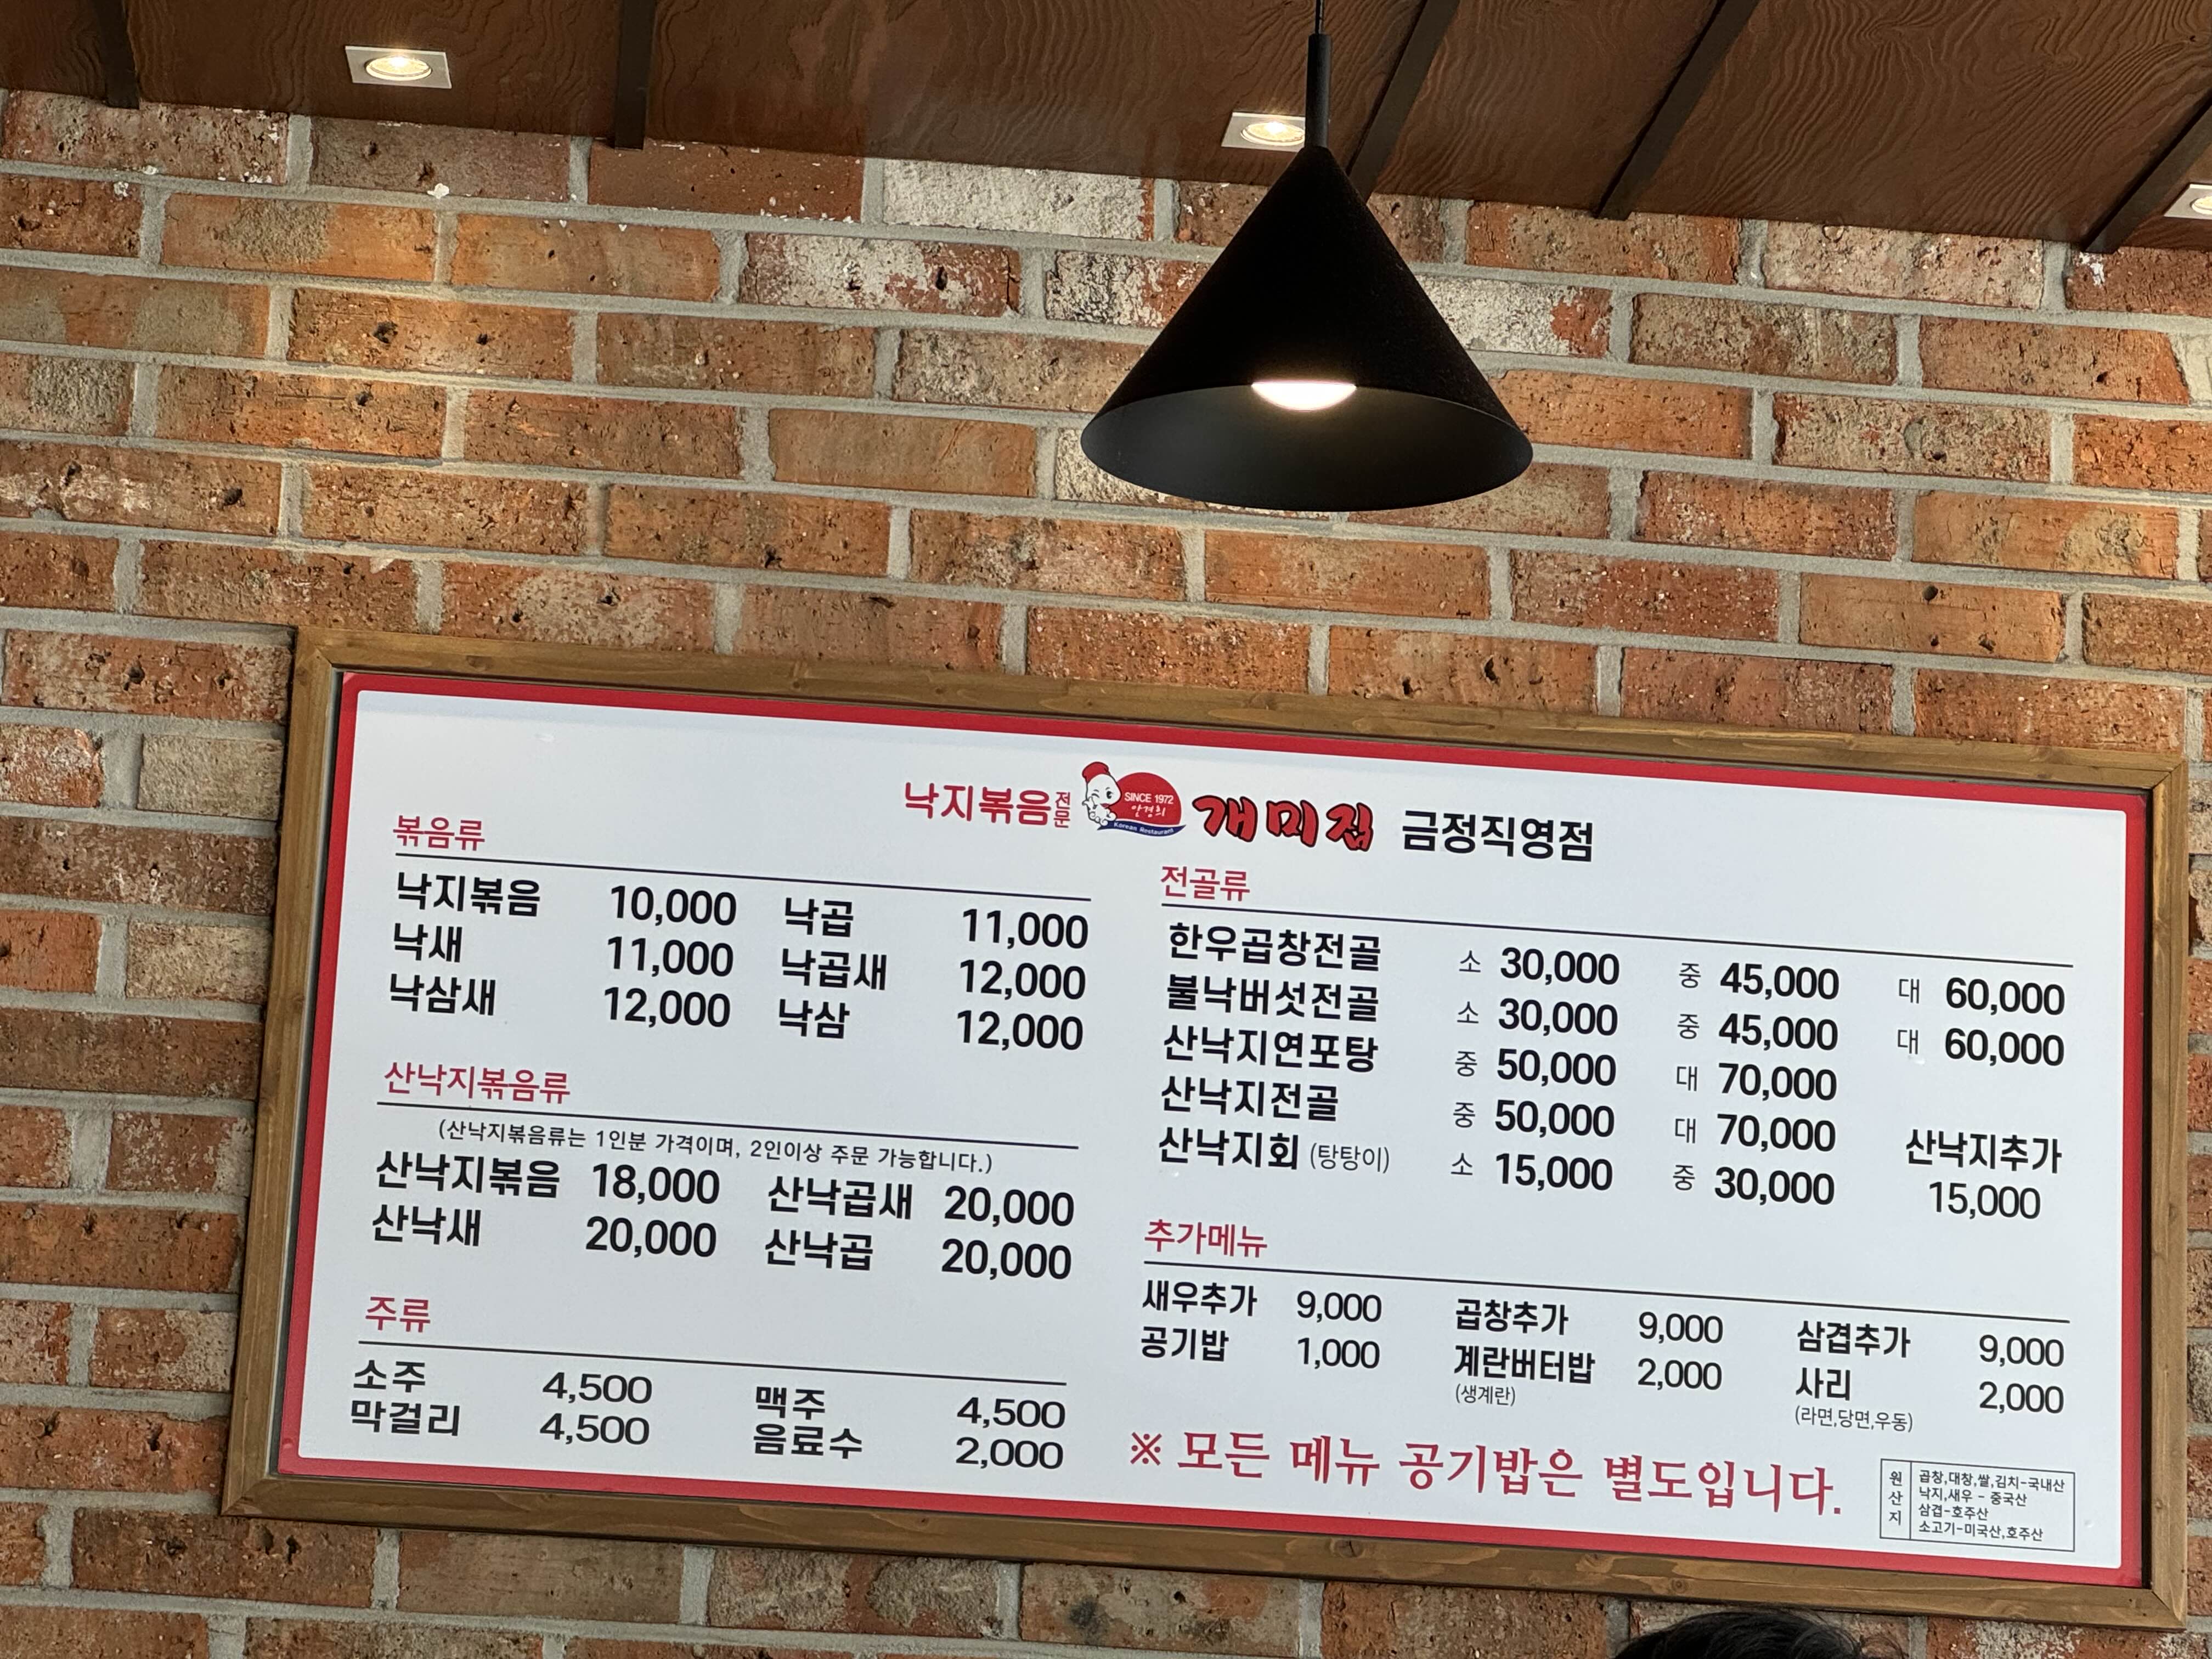 낙지볶음전문 SINCE 1972 안경희 Korean Restaurant 개미집 금정직영점
볶음류
낙지볶음 10,000 낙곱 11,000
낙새 11,000 낙곱새 12,000
낙삼새 12,000 낙삼 12,000
산낙지볶음류
(산낙지볶음류는 1인분 가격이며, 2인이상 주문 가능합니다.)
산낙지볶음 18,000 산낙곱새 20,000
산낙새 20,000 산낙곱 20,000
주류
소주 4,500 맥주 4,500
막걸리 4,500 음료수 2,000
전골류
한우곱창전골 소 30,000 중 45,000 대 60,000
불낙버섯전골 소 30,000 중 45,000 대 60,000
산낙지연포탕 중 50,000 대 70,000
산낙지전골 중 50,000 대 70,000
산낙지회 (탕탕이) 소 15,000 중 30,000
산낙지추가
15,000
추가메뉴
새우추가 9,000 곱창추가 9,000 삼겹추가 9,000
공기밥 1,000 계란버터밥 2,000 사리 2,000
(생계란) (라면,당면,우동)
※ 모든 메뉴 공기밥은 별도입니다.
원산지
곱창,대창,쌀,김치-국내산
낙지,새우 - 중국산
삼겹-호주산
소고기-미국산,호주산